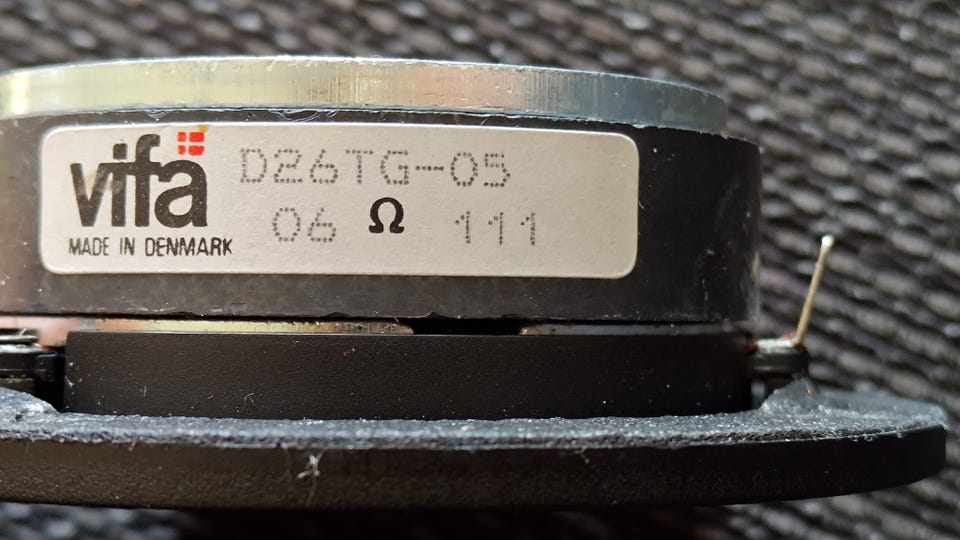 vifa D26TG-05
06 Ω 111
MADE IN DENMARK